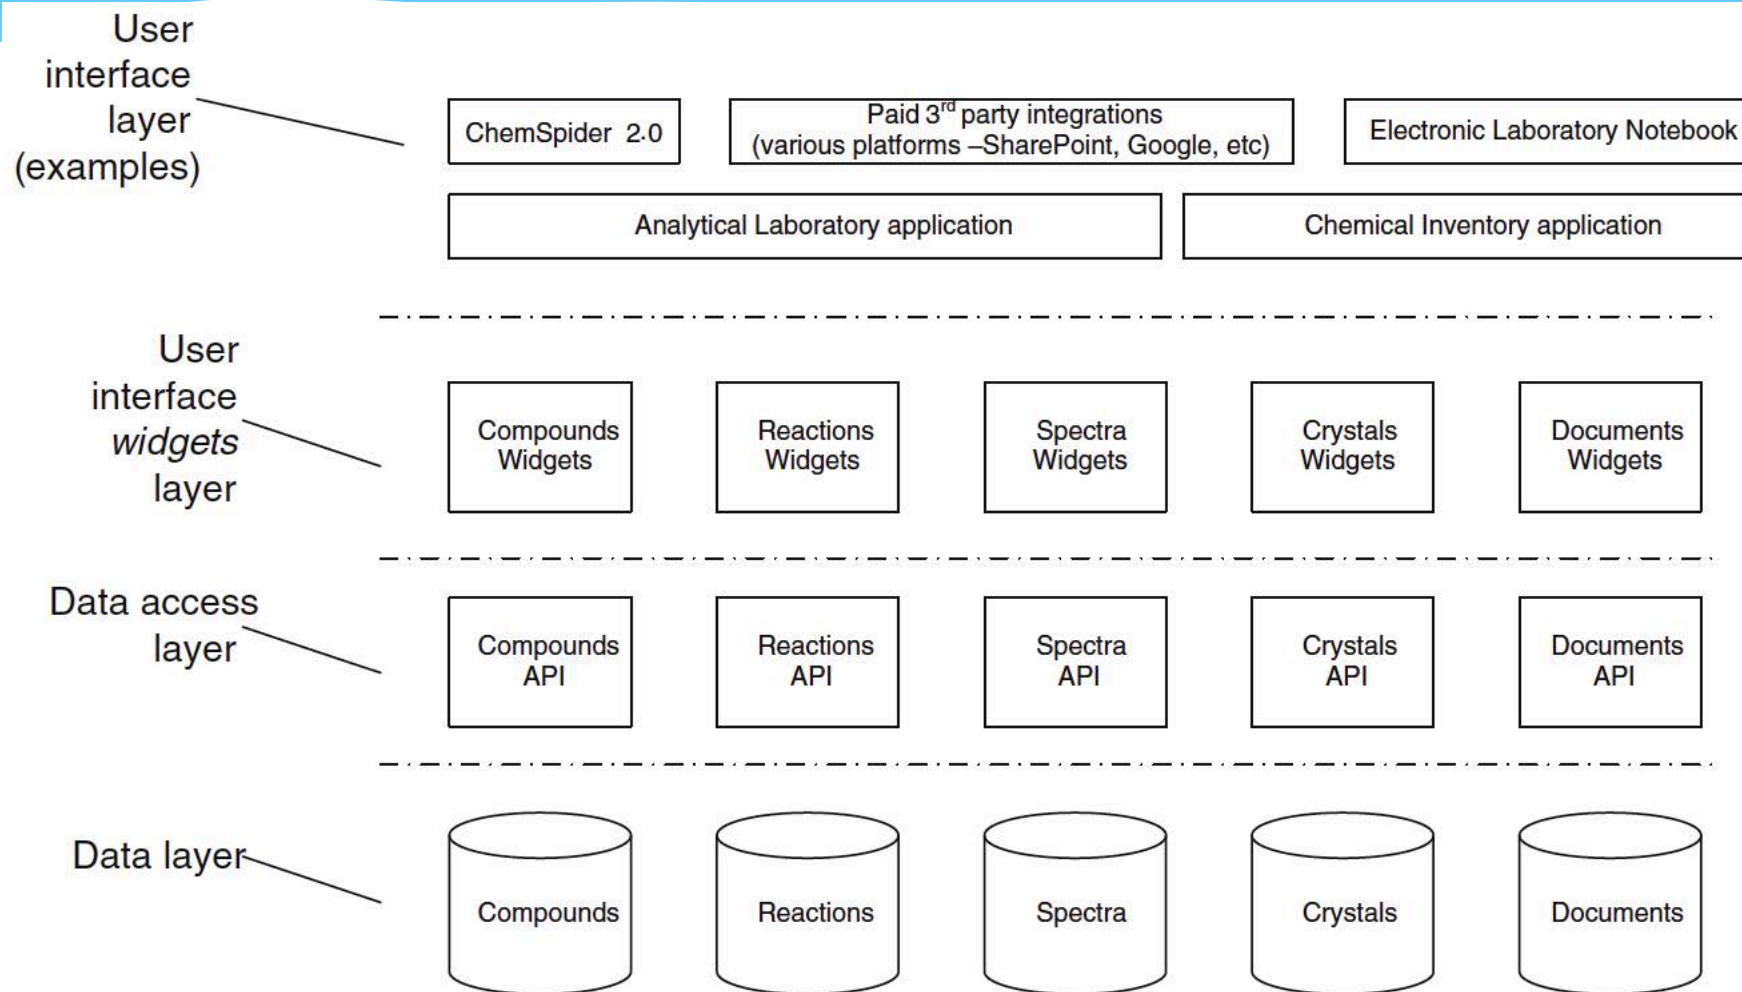 User
interface
layer
(examples)
ChemSpider 2.0
Paid 3rd party integrations
(various platforms –SharePoint, Google, etc)
Electronic Laboratory Notebook
Analytical Laboratory application
Chemical Inventory application
User
interface
widgets
layer
Compounds
Widgets
Reactions
Widgets
Spectra
Widgets
Crystals
Widgets
Documents
Widgets
Data access
layer
Compounds
API
Reactions
API
Spectra
API
Crystals
API
Documents
API
Data layer
Compounds
Reactions
Spectra
Crystals
Documents